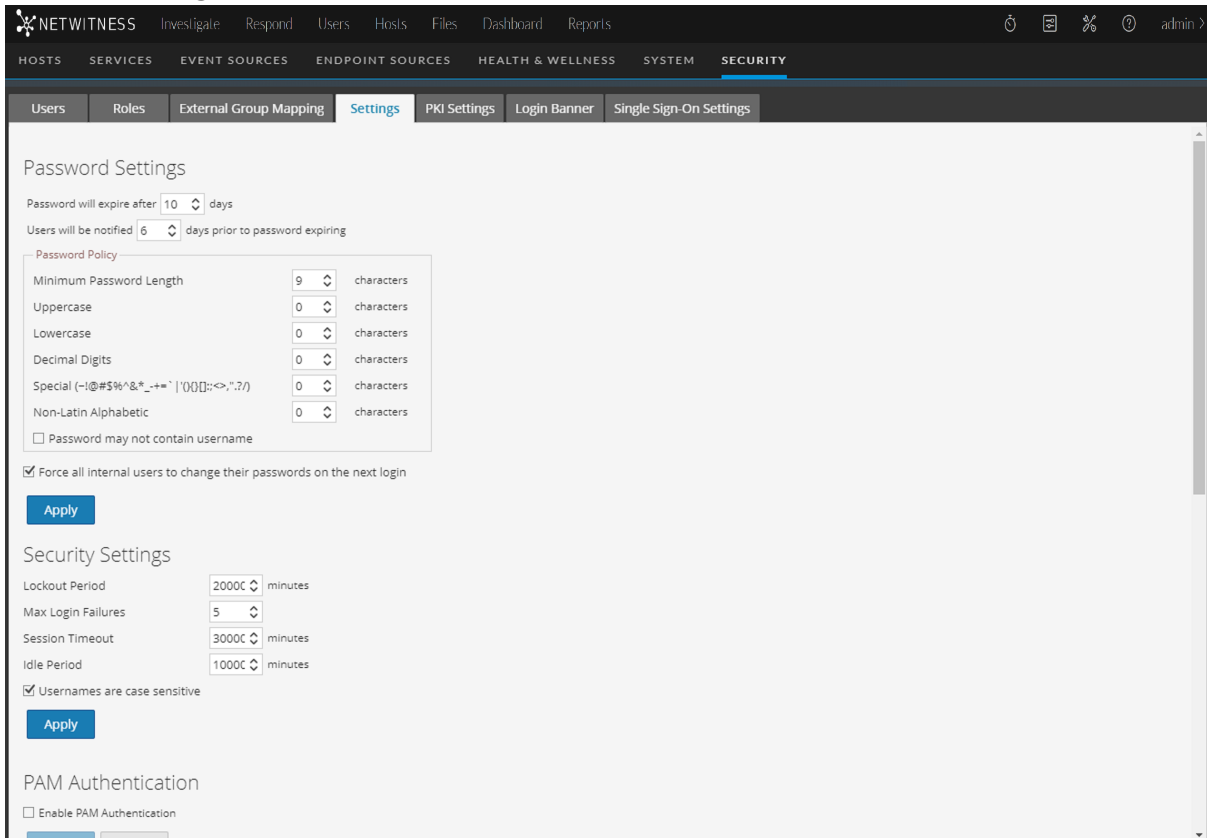 NETWITNESS Investigate Respond Users Hosts Files Dashboard Reports admin >
HOSTS SERVICES EVENT SOURCES ENDPOINT SOURCES HEALTH & WELLNESS SYSTEM SECURITY
Users Roles External Group Mapping Settings PKI Settings Login Banner Single Sign-On Settings
Password Settings
Password will expire after 10 days
Users will be notified 6 days prior to password expiring
Password Policy
Minimum Password Length 9 characters
Uppercase 0 characters
Lowercase 0 characters
Decimal Digits 0 characters
Special (~!@#$%^&*_-+=`|'(){}[]:;<>,".?/) 0 characters
Non-Latin Alphabetic 0 characters
Password may not contain username
Force all internal users to change their passwords on the next login
Apply
Security Settings
Lockout Period 2000 minutes
Max Login Failures 5
Session Timeout 3000 minutes
Idle Period 1000 minutes
Usernames are case sensitive
Apply
PAM Authentication
Enable PAM Authentication